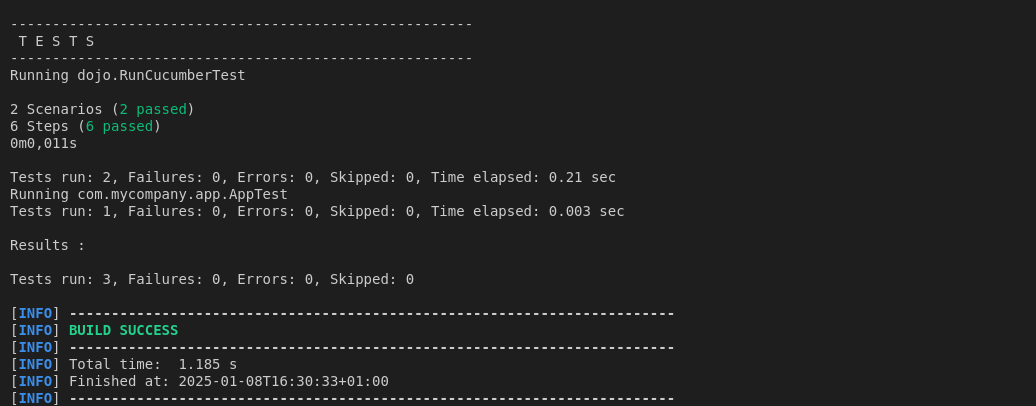 -------------------------------------------------------
 T E S T S
-------------------------------------------------------
Running dojo.RunCucumberTest
2 Scenarios (2 passed)
6 Steps (6 passed)
0m0,011s
Tests run: 2, Failures: 0, Errors: 0, Skipped: 0, Time elapsed: 0.21 sec
Running com.mycompany.app.AppTest
Tests run: 1, Failures: 0, Errors: 0, Skipped: 0, Time elapsed: 0.003 sec
Results :
Tests run: 3, Failures: 0, Errors: 0, Skipped: 0
[INFO] ------------------------------------------------------------------------
[INFO] BUILD SUCCESS
[INFO] ------------------------------------------------------------------------
[INFO] Total time:  1.185 s
[INFO] Finished at: 2025-01-08T16:30:33+01:00
[INFO] ------------------------------------------------------------------------